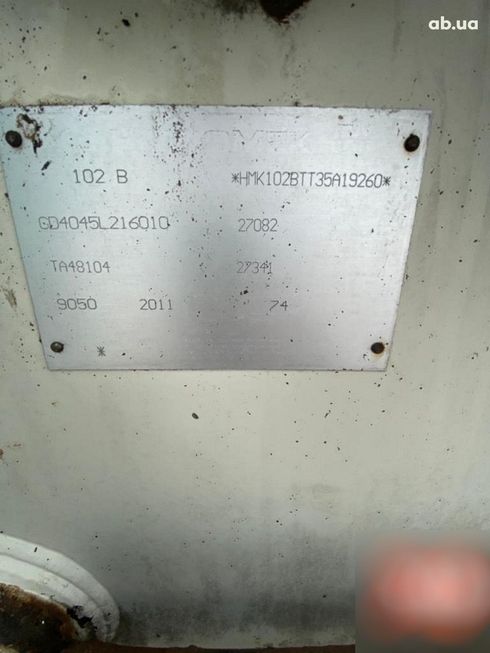 ab.ua
102 B *HMK102BTT35A19260*
GD4045L216010 27082
TA48104 27341
9050 2011 74
*